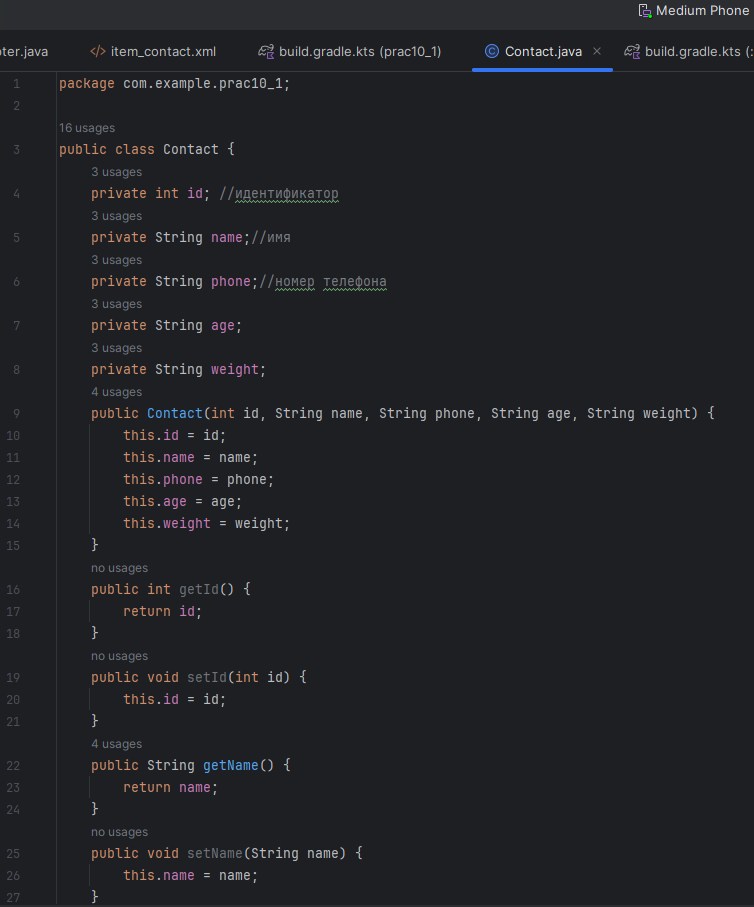 Medium Phone
ter.java
</> item_contact.xml
build.gradle.kts (prac10_1)
Contact.java
build.gradle.kts (:
1 package com.example.prac10_1;
2
16 usages
3 public class Contact {
3 usages
4 private int id; //идентификатор
3 usages
5 private String name;//имя
3 usages
6 private String phone;//номер телефона
3 usages
7 private String age;
3 usages
8 private String weight;
4 usages
9 public Contact(int id, String name, String phone, String age, String weight) {
10 this.id = id;
11 this.name = name;
12 this.phone = phone;
13 this.age = age;
14 this.weight = weight;
15 }
no usages
16 public int getId() {
17 return id;
18 }
no usages
19 public void setId(int id) {
20 this.id = id;
21 }
4 usages
22 public String getName() {
23 return name;
24 }
no usages
25 public void setName(String name) {
26 this.name = name;
27 }